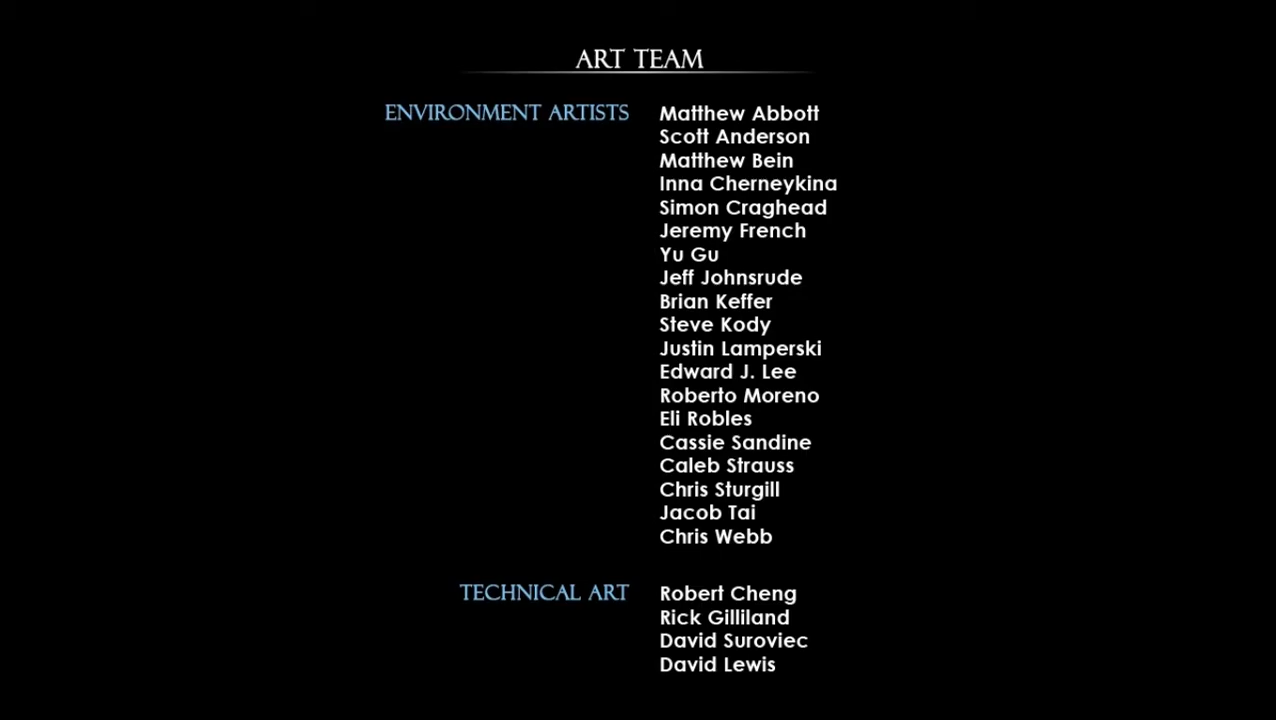 ART TEAM
ENVIRONMENT ARTISTS Matthew Abbott
Scott Anderson
Matthew Bein
Inna Cherneykina
Simon Craghead
Jeremy French
Yu Gu
Jeff Johnsrude
Brian Keffer
Steve Kody
Justin Lamperski
Edward J. Lee
Roberto Moreno
Eli Robles
Cassie Sandine
Caleb Strauss
Chris Sturgill
Jacob Tai
Chris Webb
TECHNICAL ART Robert Cheng
Rick Gilliland
David Suroviec
David Lewis